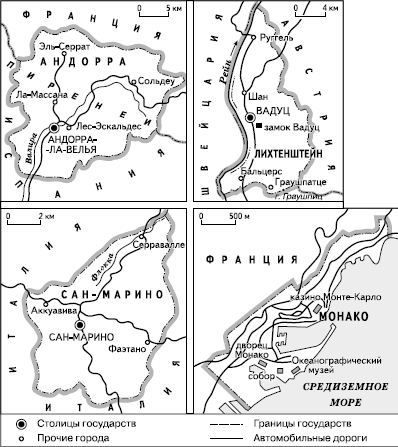 ФРАНЦИЯ
0 5 км
Эль-Серрат
АНДОРРА
Сольдеу
ПИРЕНЕИ
Ла-Массана
Лес-Эскальдес
АНДОРРА-
ЛА-ВЕЛЬЯ
Валира
ИСПАНИЯ
0 4 км
АВСТРИЯ
Руггель
ШВЕЙЦАРИЯ
Рейн
Шан
ВАДУЦ
замок Вадуц
ЛИХТЕНШТЕЙН
Бальцерс
Граушпатце
г. Граушпиц
0 2 км
ИТАЛИЯ
Серравалле
САН-МАРИНО
Аккуавива
САН-МАРИНО
Фаэтано
ИТАЛИЯ
ИТАЛИЯ
0 500 м
ФРАНЦИЯ
казино Монте-Карло
МОНАКО
дворец
Монако
Океанографический
музей
собор
СРЕДИЗЕМНОЕ
МОРЕ
Столицы государств
Прочие города
Границы государств
Автомобильные дороги